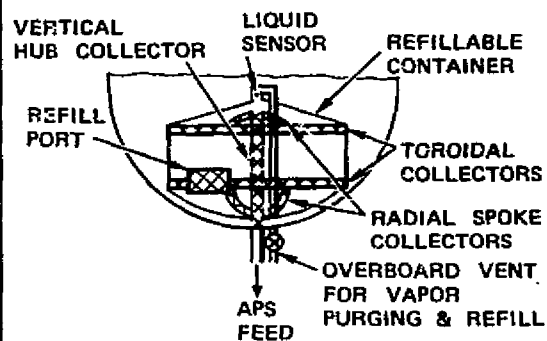 VERTICAL
HUB COLLECTOR
LIQUID
SENSOR
REFILLABLE
CONTAINER
REFILL
PORT
TOROIDAL
COLLECTORS
RADIAL SPOKE
COLLECTORS
OVERBOARD VENT
FOR VAPOR
PURGING & REFILL
APS
FEED